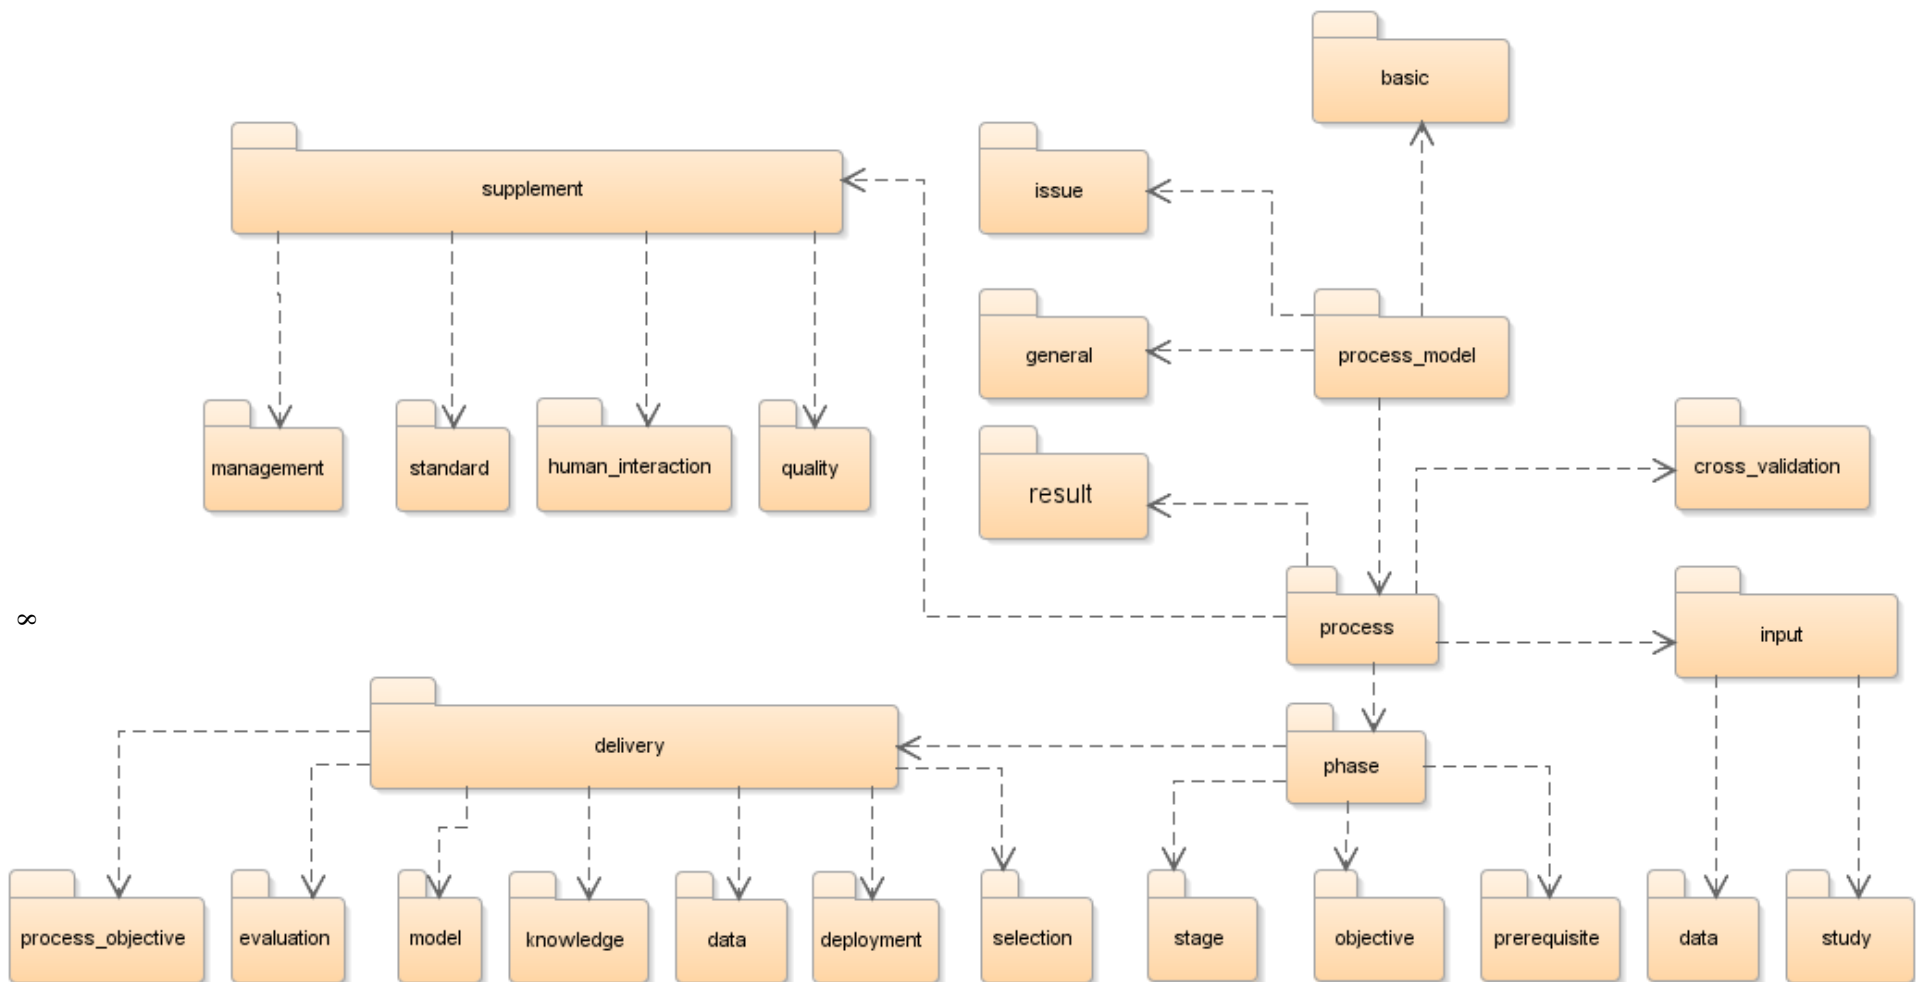 basic
supplement
issue
general
process_model
management
standard
human_interaction
quality
result
cross_validation
∞
process
input
delivery
phase
process_objective
evaluation
model
knowledge
data
deployment
selection
stage
objective
prerequisite
data
study